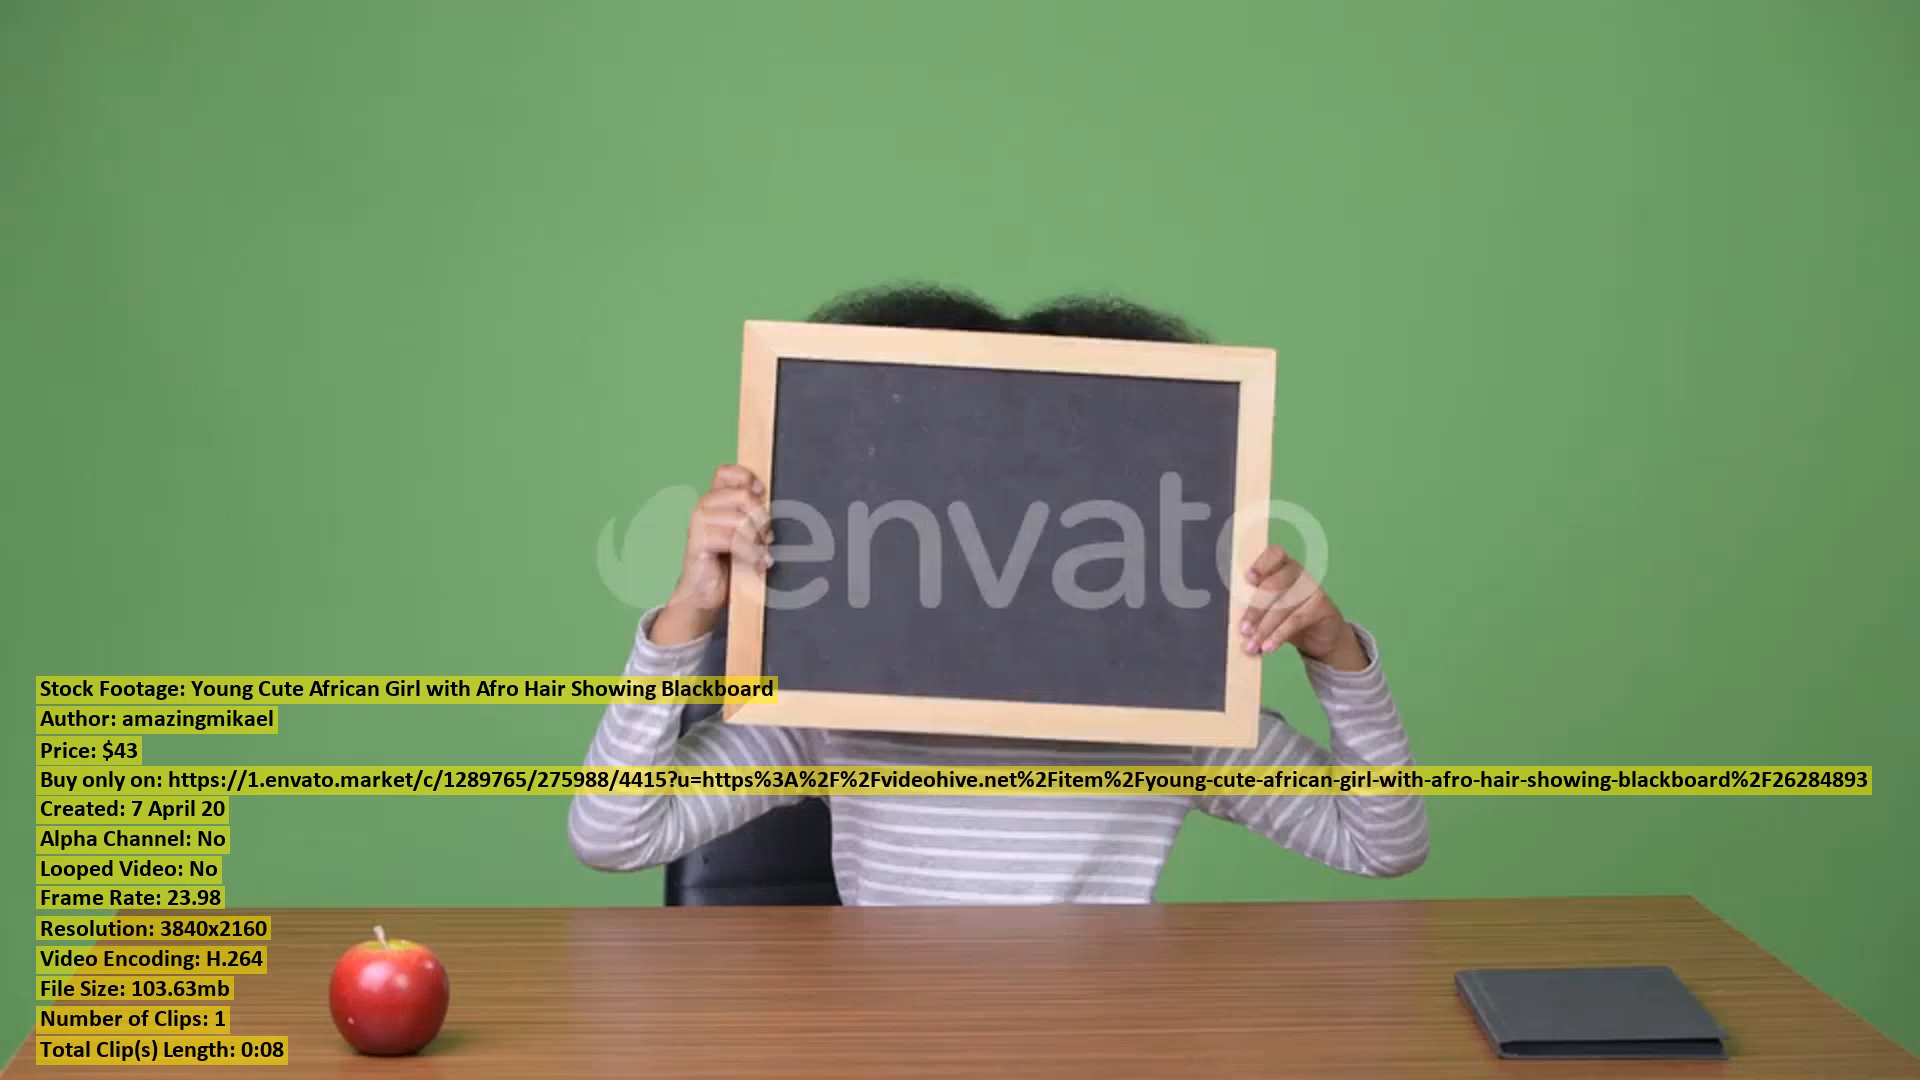 envato
Stock Footage: Young Cute African Girl with Afro Hair Showing Blackboard
Author: amazingmikael
Price: $43
Buy only on: https://1.envato.market/c/1289765/275988/4415?u=https%3A%2F%2Fvideohive.net%2Fitem%2Fyoung-cute-african-girl-with-afro-hair-showing-blackboard%2F26284893
Created: 7 April 20
Alpha Channel: No
Looped Video: No
Frame Rate: 23.98
Resolution: 3840x2160
Video Encoding: H.264
File Size: 103.63mb
Number of Clips: 1
Total Clip(s) Length: 0:08